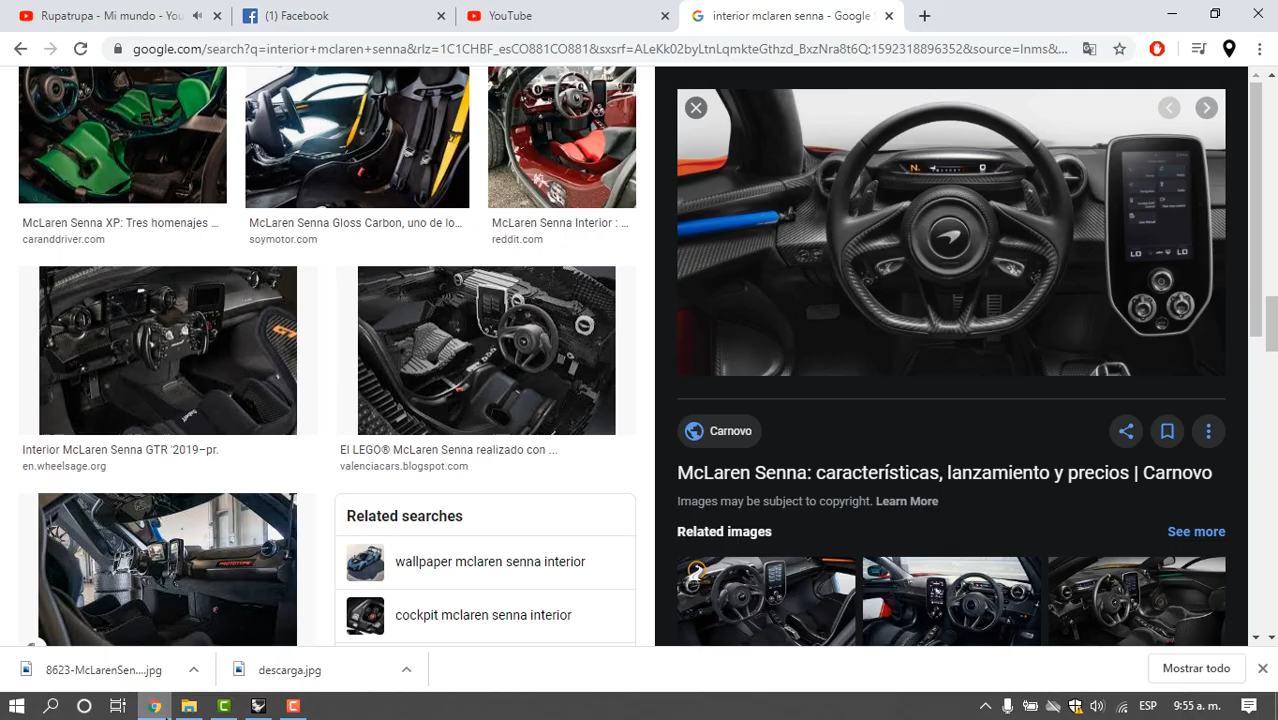 Rupatrupa - Mi mundo - You
(1) Facebook
YouTube
interior mclaren senna - Google S
google.com/search?q=interior+mclaren+senna&rlz=1C1CHBF_esCO881CO881&sxsrf=ALeKk02byLtnLqmkteGthzd_BxzNra8t6Q:1592318896352&source=lnms&...
McLaren Senna XP: Tres homenajes ...
caranddriver.com
McLaren Senna Gloss Carbon, uno de lo...
soymotor.com
McLaren Senna Interior : ...
reddit.com
Interior McLaren Senna GTR '2019–pr.
en.wheelsage.org
El LEGO® McLaren Senna realizado con ...
valenciacars.blogspot.com
Related searches
wallpaper mclaren senna interior
cockpit mclaren senna interior
Carnovo
McLaren Senna: características, lanzamiento y precios | Carnovo
Images may be subject to copyright. Learn More
Related images
See more
8623-McLarenSen....jpg
descarga.jpg
Mostrar todo
ESP
9:55 a. m.